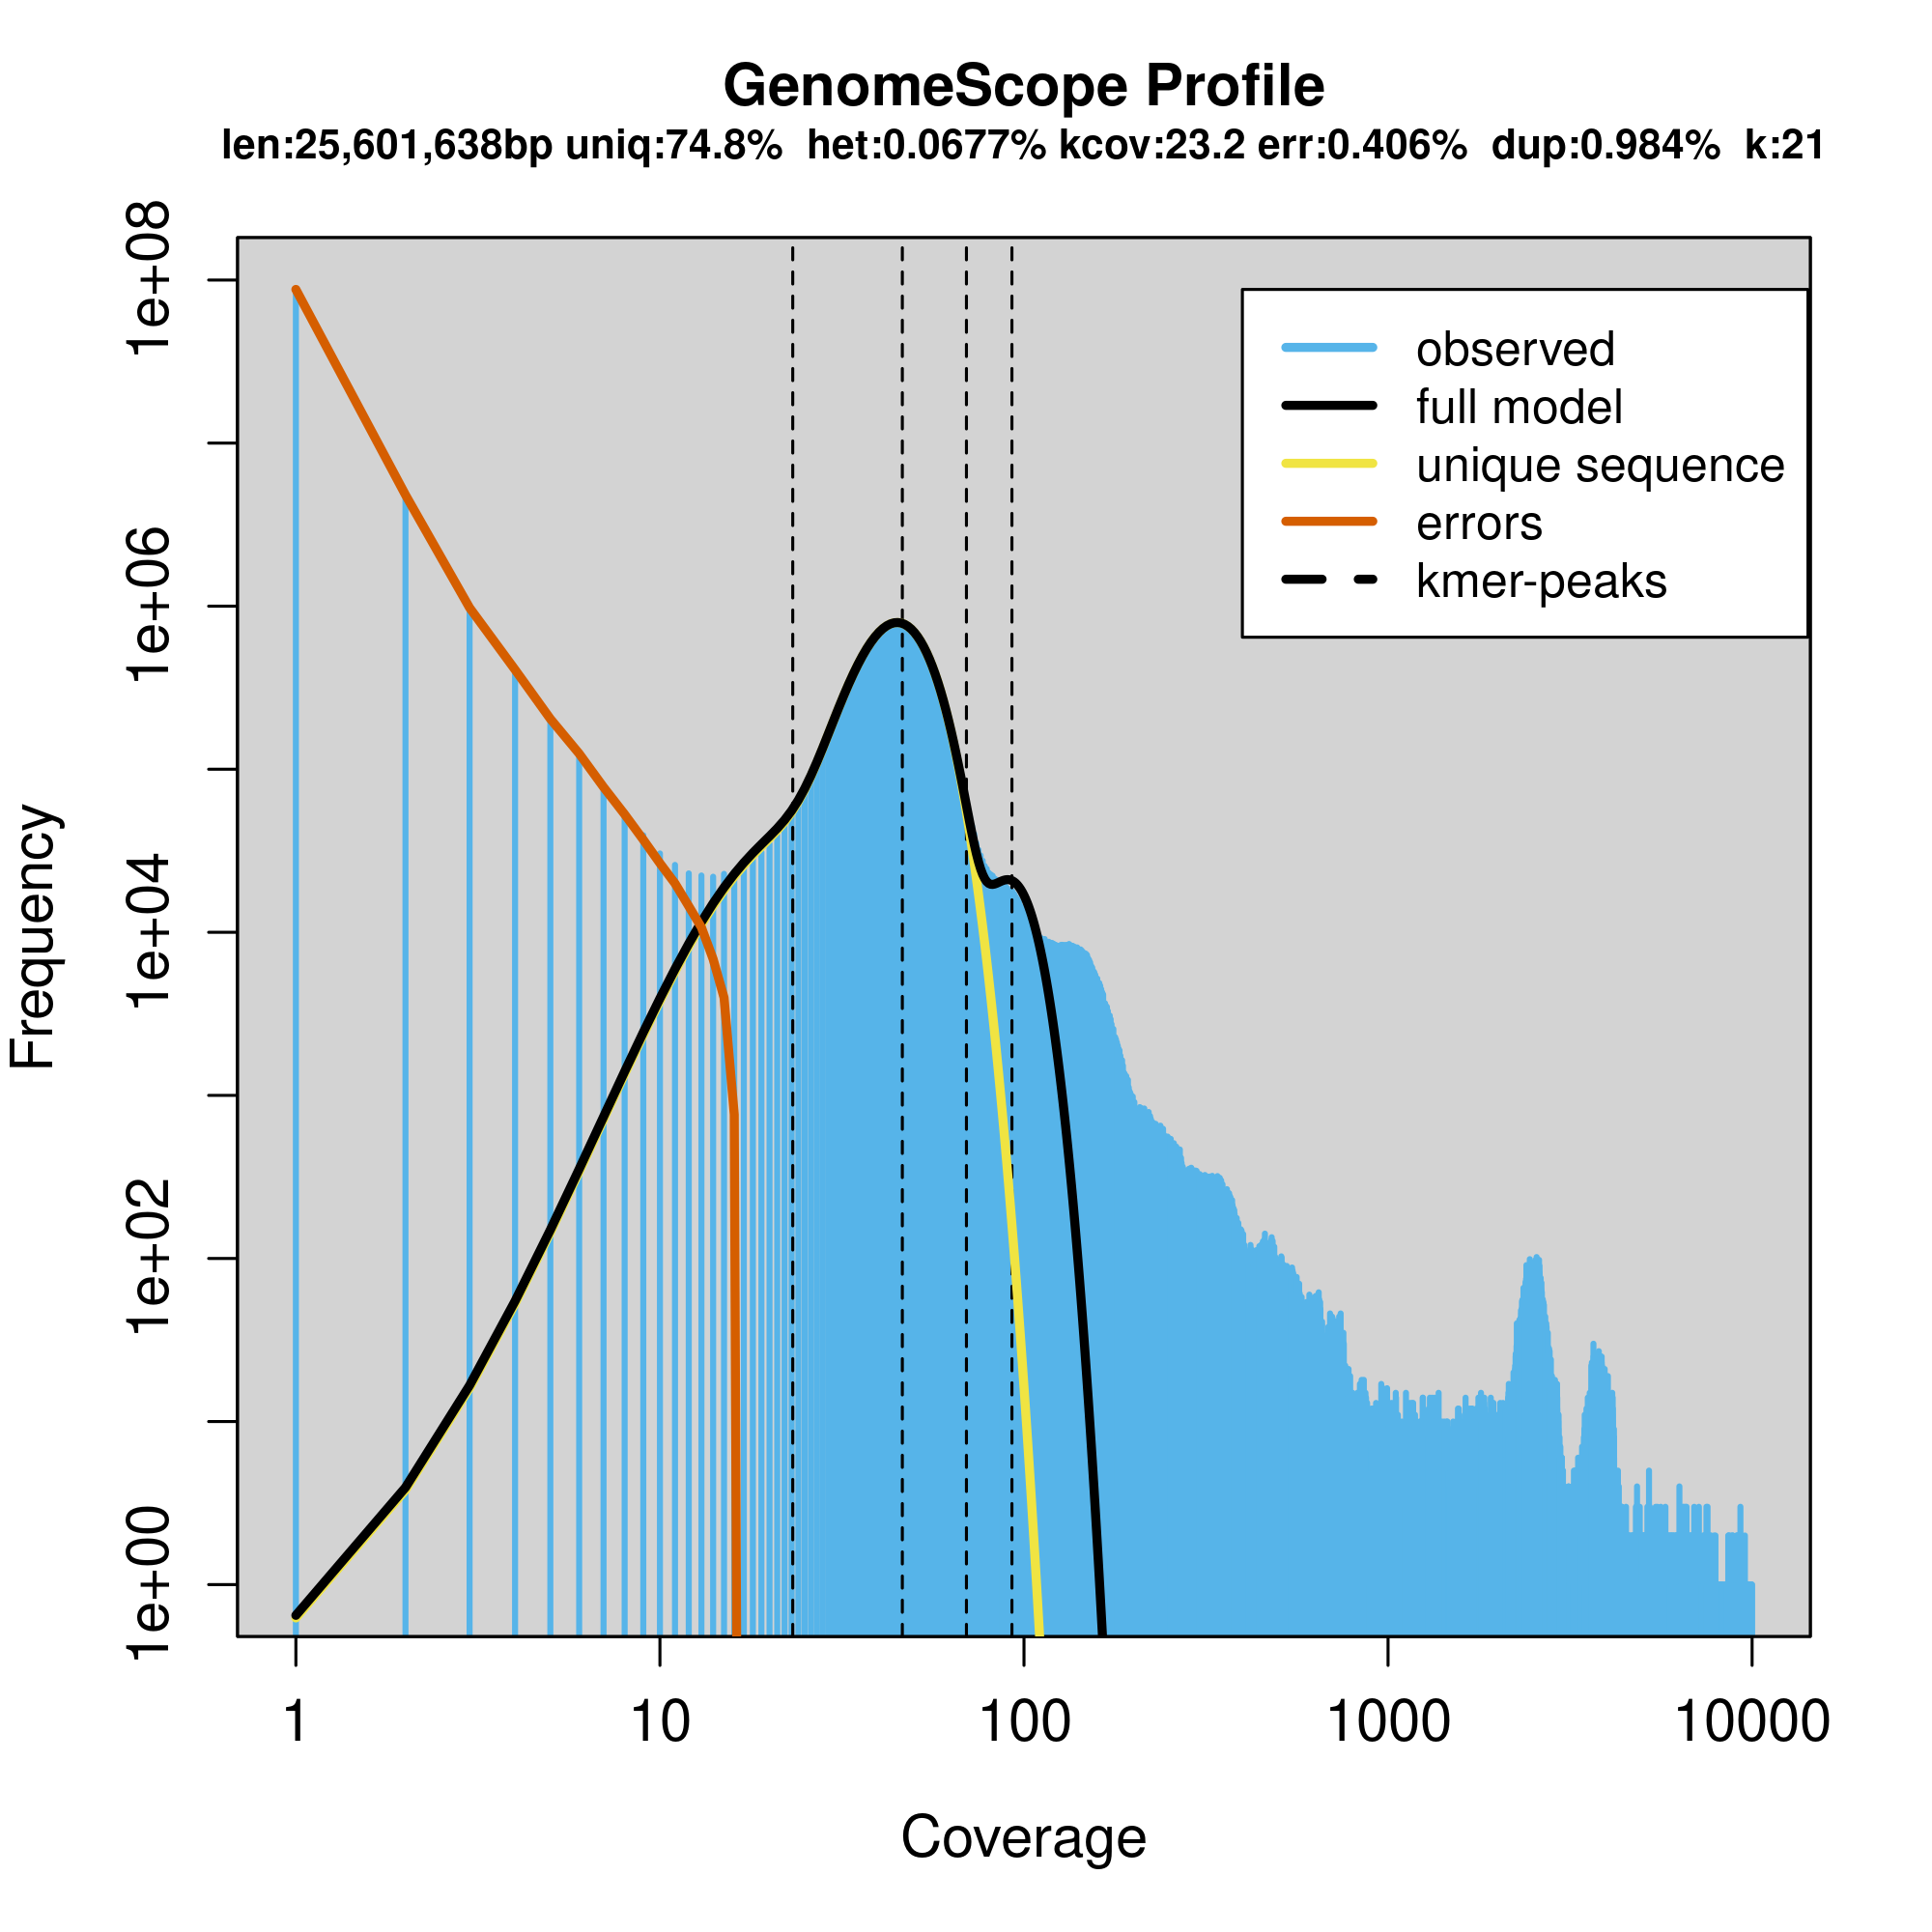 GenomeScope Profile
len:25,601,638bp uniq:74.8% het:0.0677% kcov:23.2 err:0.406% dup:0.984% k:21
1e+08
1e+06
1e+04
1e+02
1e+00
Frequency
observed
full model
unique sequence
errors
kmer-peaks
1 10 100 1000 10000
Coverage